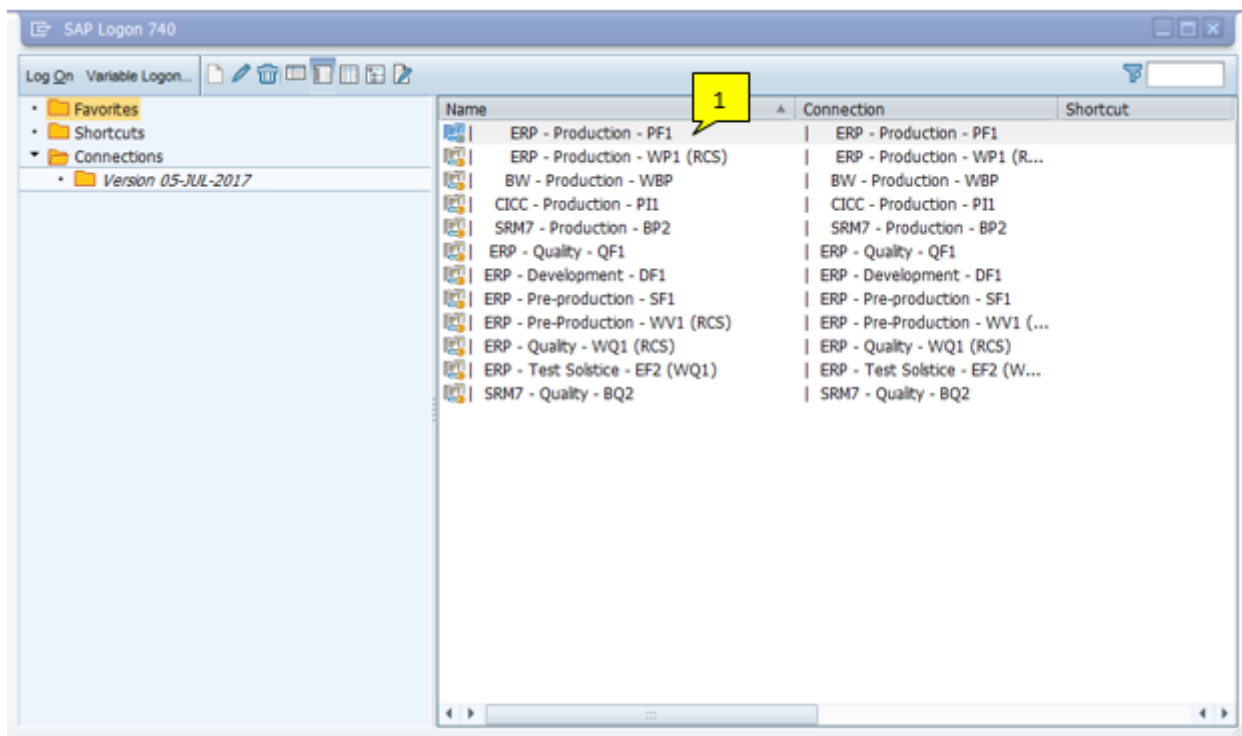 SAP Logon 740
Log On Variable Logon...
Favorites
Shortcuts
Connections
Version 05-JUL-2017
1
Name Connection Shortcut
ERP - Production - PF1 | ERP - Production - PF1
ERP - Production - WP1 (RCS) | ERP - Production - WP1 (R...
BW - Production - WBP | BW - Production - WBP
CICC - Production - PI1 | CICC - Production - PI1
SRM7 - Production - BP2 | SRM7 - Production - BP2
ERP - Quality - QF1 | ERP - Quality - QF1
ERP - Development - DF1 | ERP - Development - DF1
ERP - Pre-production - SF1 | ERP - Pre-production - SF1
ERP - Pre-Production - WV1 (RCS) | ERP - Pre-Production - WV1 (...
ERP - Quality - WQ1 (RCS) | ERP - Quality - WQ1 (RCS)
ERP - Test Solstice - EF2 (WQ1) | ERP - Test Solstice - EF2 (W...
SRM7 - Quality - BQ2 | SRM7 - Quality - BQ2